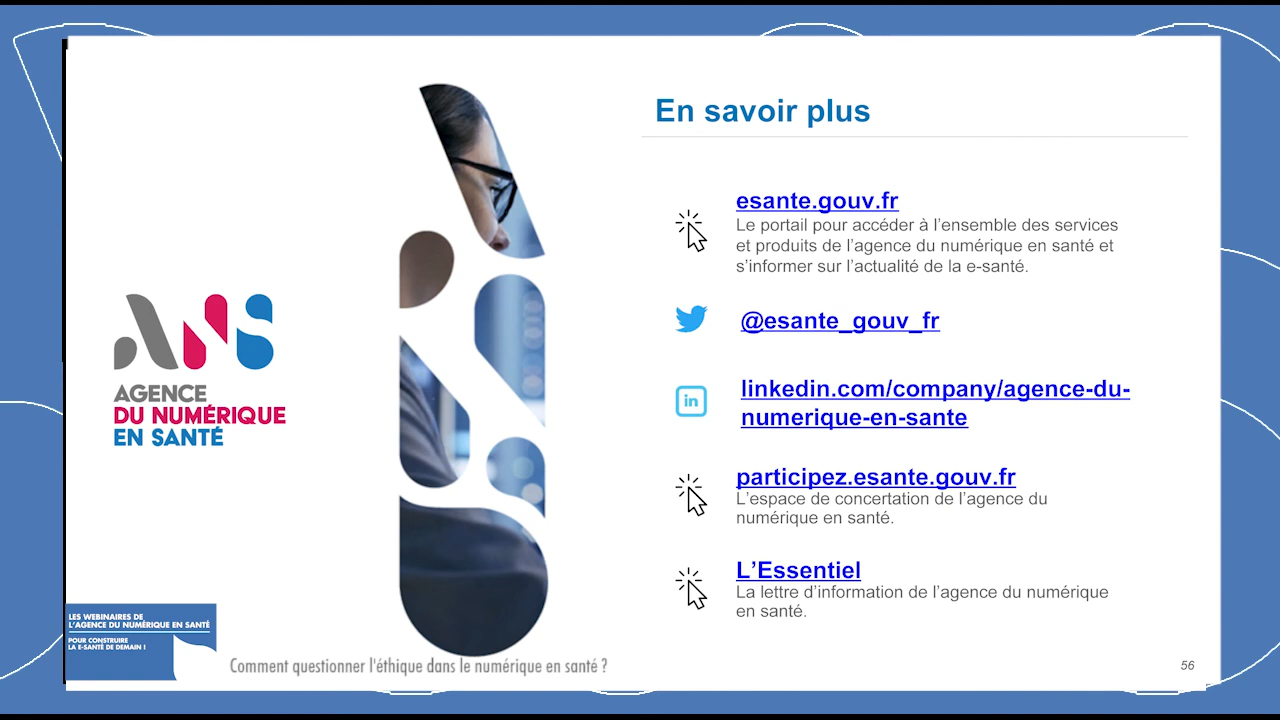 En savoir plus
esante.gouv.fr
Le portail pour accéder à l’ensemble des services
et produits de l’agence du numérique en santé et
s’informer sur l’actualité de la e-santé.
@esante_gouv_fr
in
linkedin.com/company/agence-du-
numerique-en-sante
participez.esante.gouv.fr
L’espace de concertation de l’agence du
numérique en santé.
L’Essentiel
La lettre d’information de l’agence du numérique
en santé.
ANS
AGENCE
DU NUMÉRIQUE
EN SANTÉ
LES WEBINAIRES DE
L’AGENCE DU NUMÉRIQUE EN SANTÉ
POUR CONSTRUIRE
LA E-SANTÉ DE DEMAIN !
Comment questionner l'éthique dans le numérique en santé ?
56